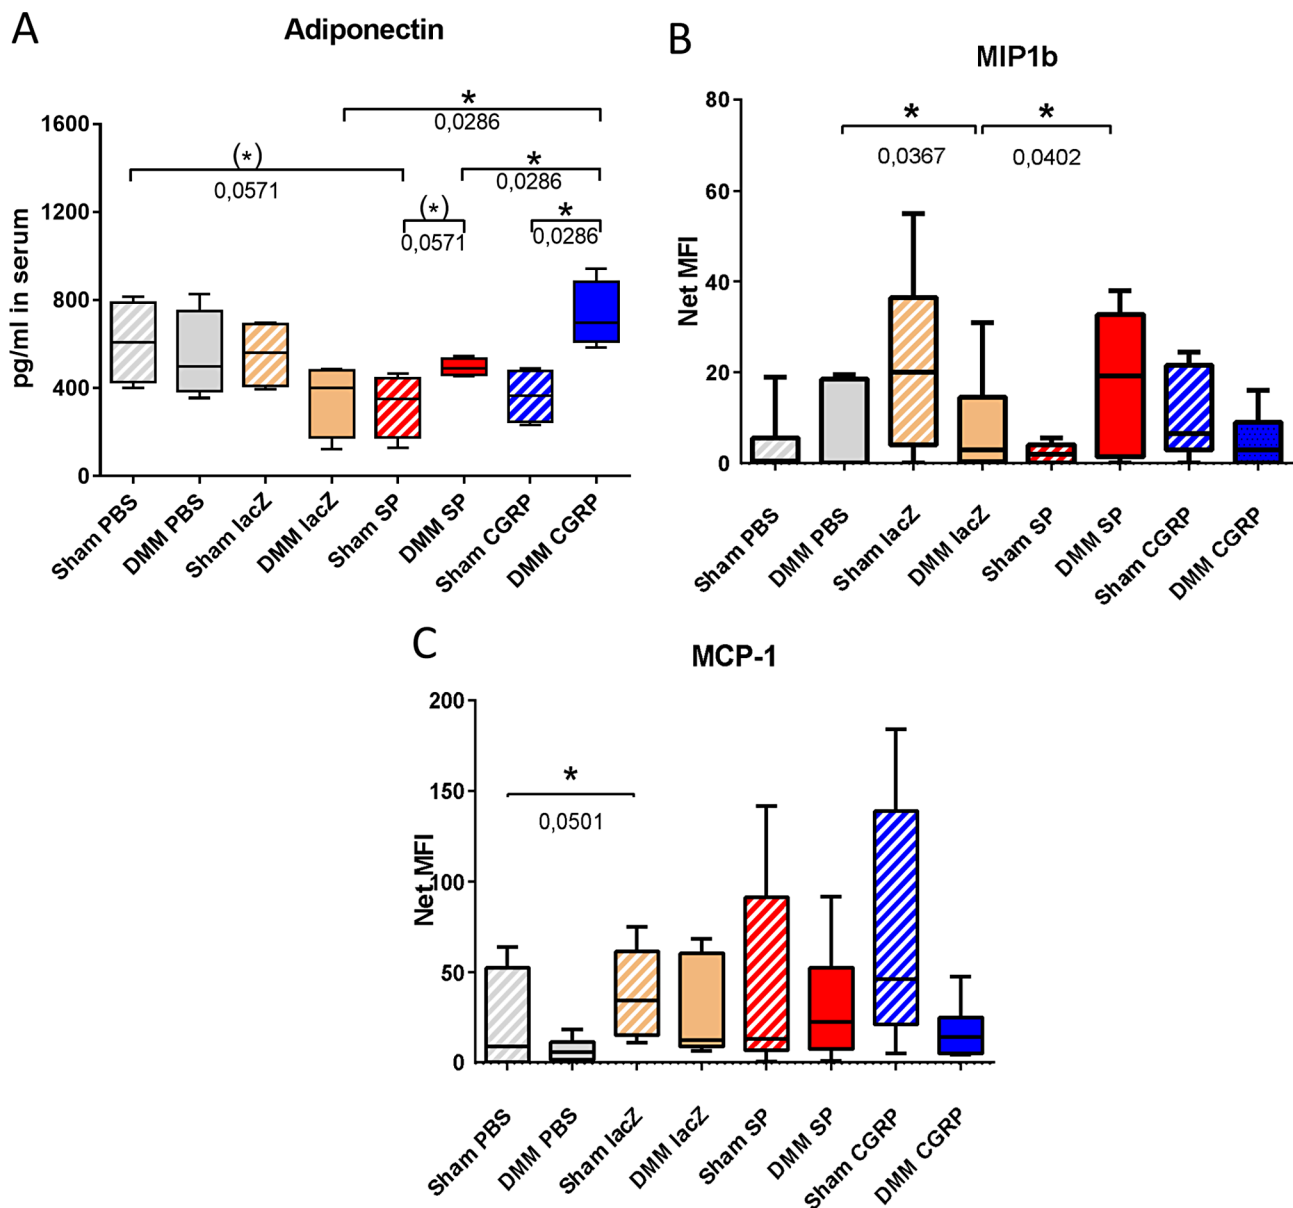 A
Adiponectin
*
0,0286
(*)
0,0571
*
0,0286
(*)
0,0571
*
0,0286
pg/ml in serum
1600
1200
800
400
0
Sham PBS
DMM PBS
Sham lacZ
DMM lacZ
Sham SP
DMM SP
Sham CGRP
DMM CGRP
B
MIP1b
*
0,0367
*
0,0402
Net MFI
80
60
40
20
0
Sham PBS
DMM PBS
Sham lacZ
DMM lacZ
Sham SP
DMM SP
Sham CGRP
DMM CGRP
C
MCP-1
*
0,0501
Net MFI
200
150
100
50
0
Sham PBS
DMM PBS
Sham lacZ
DMM lacZ
Sham SP
DMM SP
Sham CGRP
DMM CGRP